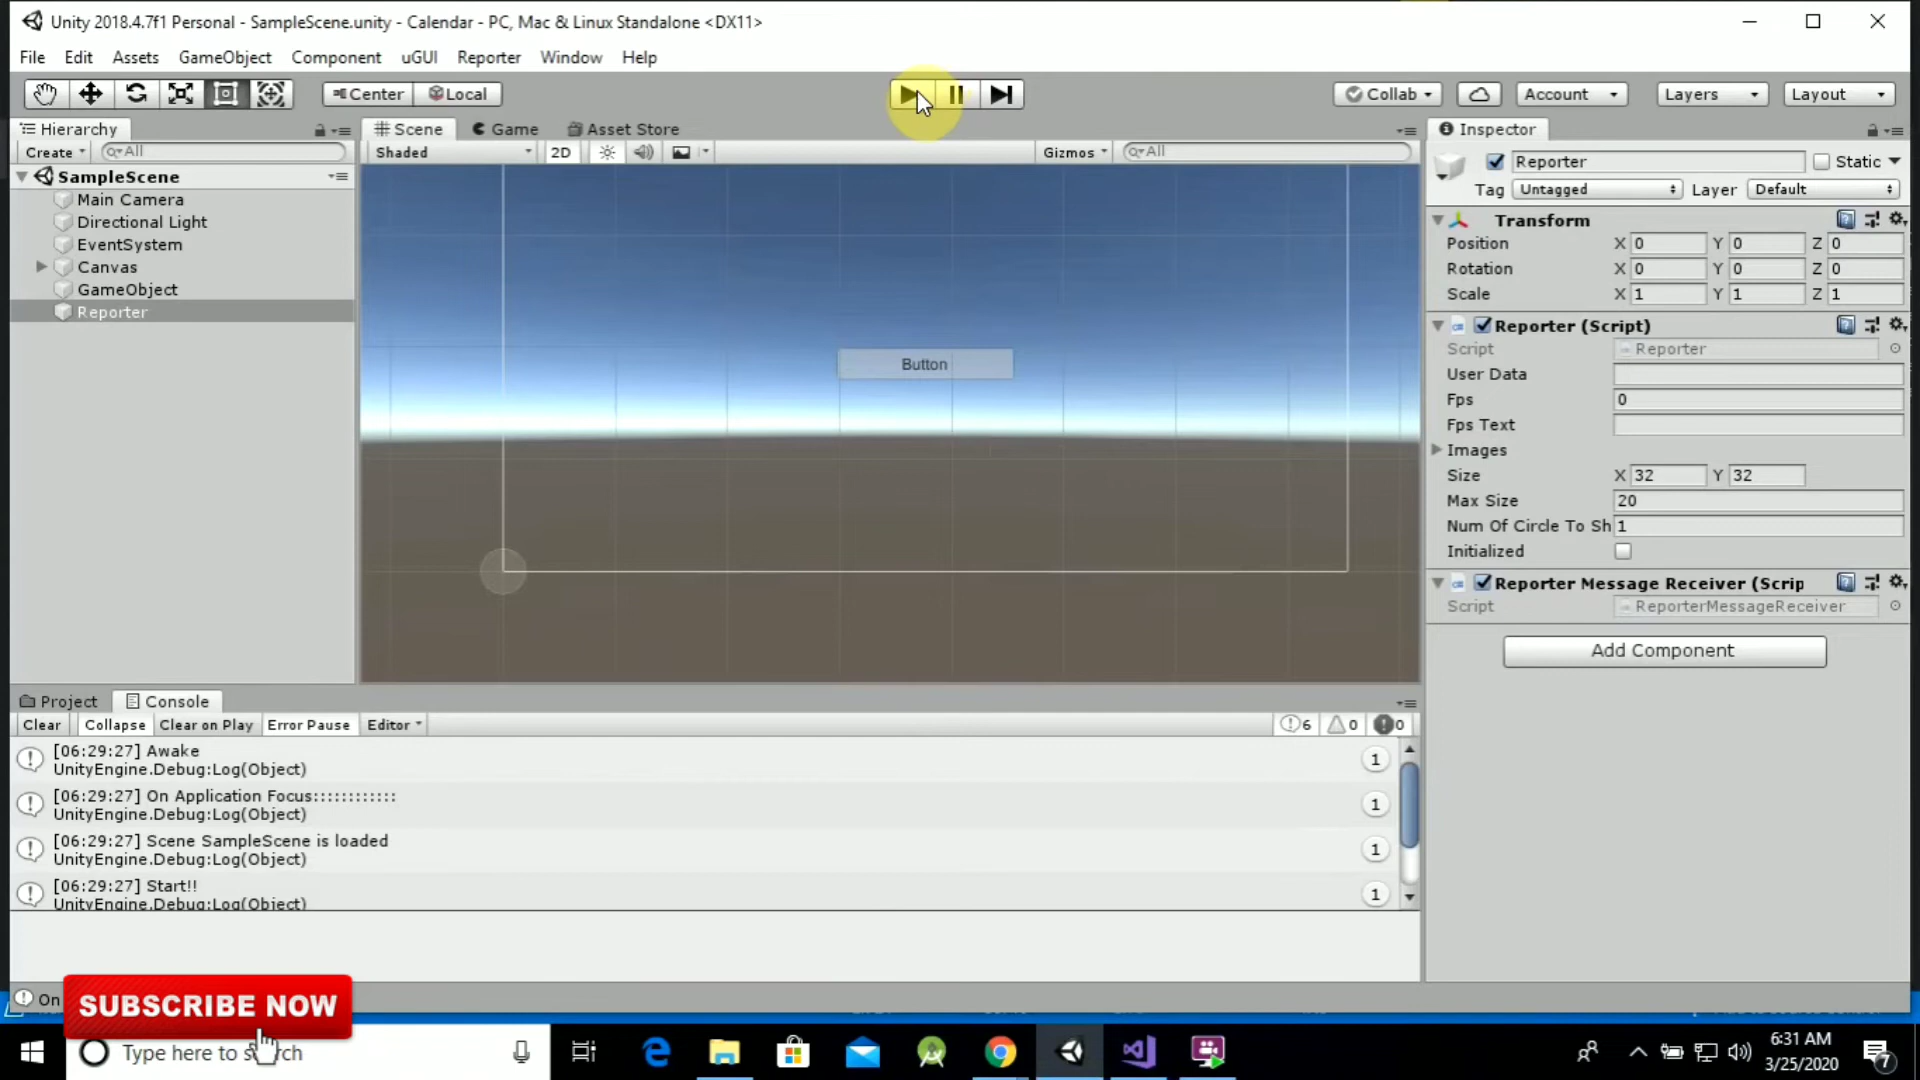 Unity 2018.4.7f1 Personal - SampleScene.unity - Calendar - PC, Mac & Linux Standalone <DX11>
File Edit Assets GameObject Component uGUI Reporter Window Help
Center Local Collab Account Layers Layout
Hierarchy Scene Game Asset Store Inspector
Create All Shaded 2D Gizmos All Reporter Static
SampleScene
Tag Untagged Layer Default
Main Camera
Directional Light
EventSystem
Canvas
GameObject
Reporter
Button
Transform
Position X 0 Y 0 Z 0
Rotation X 0 Y 0 Z 0
Scale X 1 Y 1 Z 1
Reporter (Script)
Script Reporter
User Data
Fps 0
Fps Text
Images
Size X 32 Y 32
Max Size 20
Num Of Circle To Sh 1
Initialized
Reporter Message Receiver (Scrip
Script ReporterMessageReceiver
Add Component
Project Console
Clear Collapse Clear on Play Error Pause Editor 6 0 0
[06:29:27] Awake
UnityEngine.Debug:Log(Object) 1
[06:29:27] On Application Focus::::::::::::
UnityEngine.Debug:Log(Object) 1
[06:29:27] Scene SampleScene is loaded
UnityEngine.Debug:Log(Object) 1
[06:29:27] Start!!
UnityEngine.Debug:Log(Object) 1
On
SUBSCRIBE NOW
Type here to search
6:31 AM
3/25/2020
7